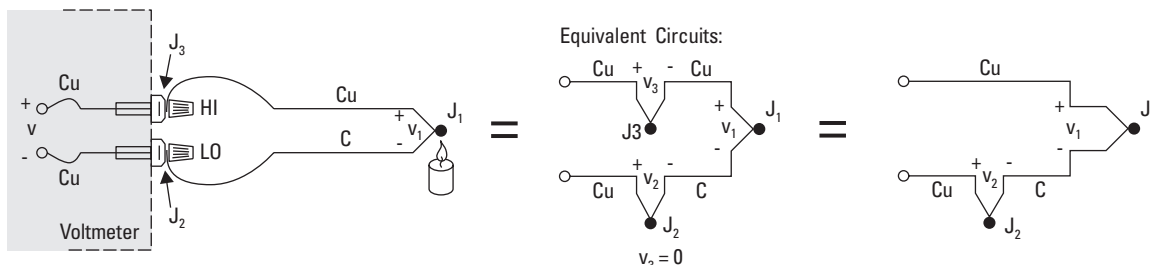 J₃
Cu
+
v
-
Cu
HI
LO
J₂
Voltmeter
Cu
+
v₁
-
C
J₁
=
Equivalent Circuits:
Cu
+
v₃
-
Cu
J3
+
v₁
-
J₁
Cu
+
v₂
-
C
J₂
v₃ = 0
=
Cu
+
v₁
-
J
Cu
+
v₂
-
C
J₂